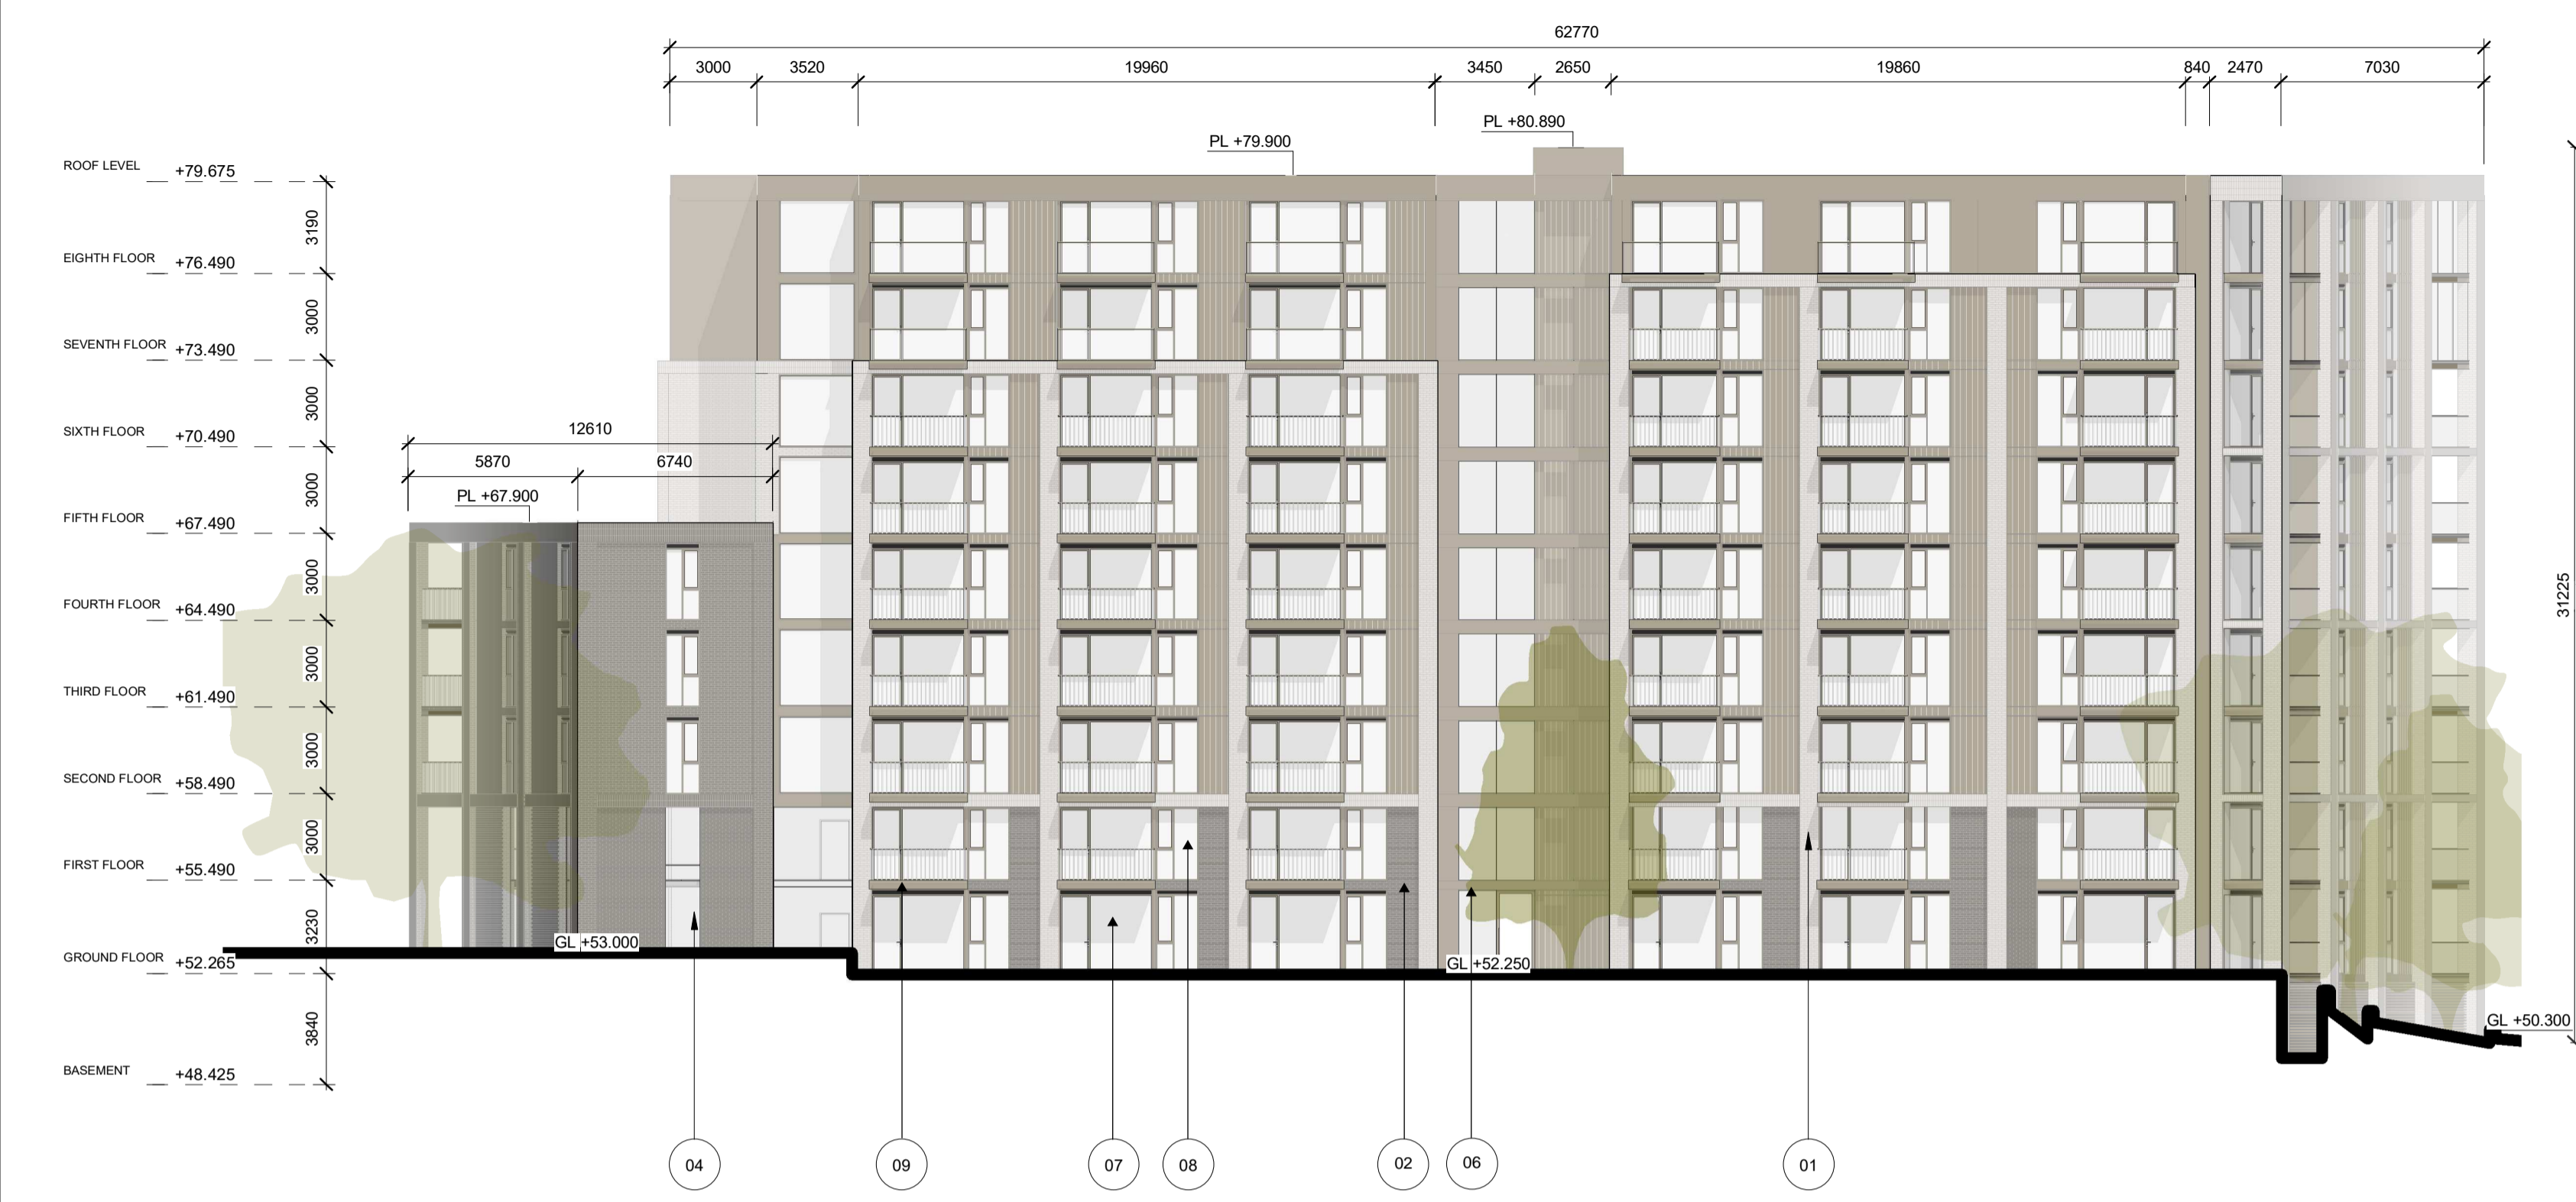 62770
3000 3520 19960 3450 2650 19860 840 2470 7030
PL +80.890
PL +79.900
ROOF LEVEL +79.675
3190
EIGHTH FLOOR +76.490
3000
SEVENTH FLOOR +73.490
3000
SIXTH FLOOR +70.490
12610
5870 6740
3000
PL +67.900
FIFTH FLOOR +67.490
3000
FOURTH FLOOR +64.490
31225
3000
THIRD FLOOR +61.490
3000
SECOND FLOOR +58.490
3000
FIRST FLOOR +55.490
3230
GL +53.000
GROUND FLOOR +52.265
GL +52.250
3840
GL +50.300
BASEMENT +48.425
04 09 07 08 02 06 01